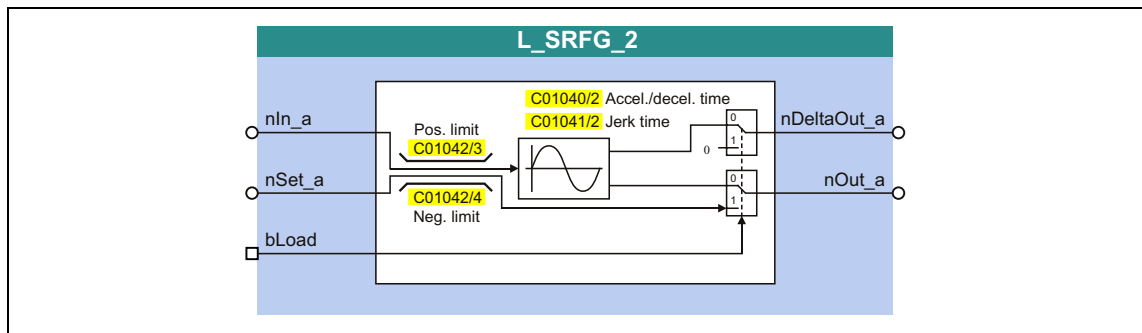 L_SRFG_2
C01040/2 Accel./decel. time
nIn_a
Pos. limit
C01041/2 Jerk time
0
nDeltaOut_a
C01042/3
0
1
nSet_a
0
nOut_a
C01042/4
1
Neg. limit
bLoad